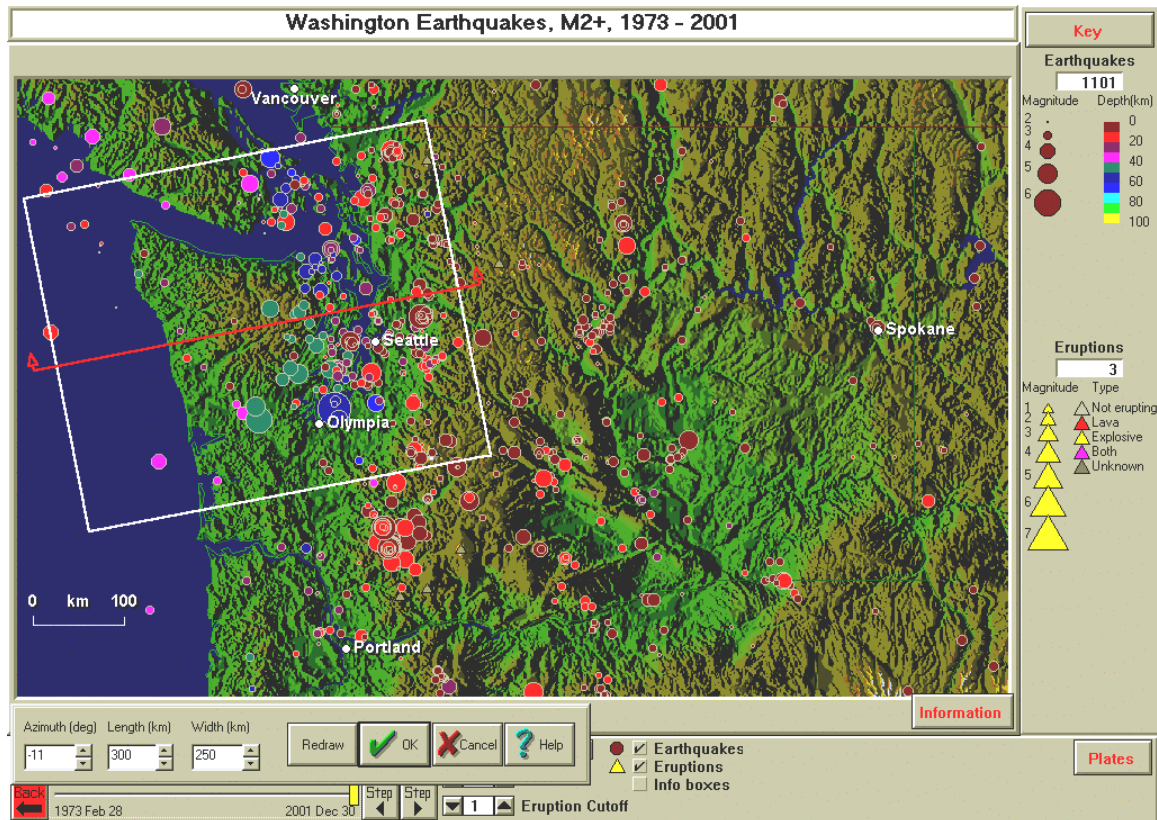 Washington Earthquakes, M2+, 1973 - 2001
Key
Earthquakes
1101
Magnitude Depth(km)
2 0
3 20
4 40
5 60
80
6 100
Vancouver
Seattle
Spokane
Olympia
Portland
0 km 100
Eruptions
3
Magnitude Type
1 Not erupting
2 Lava
3 Explosive
4 Both
5 Unknown
6
7
Information
Azimuth (deg) Length (km) Width (km)
-11 300 250
Redraw OK Cancel ? Help
Earthquakes
Eruptions
Info boxes
Plates
Back Step Step
1973 Feb 28 2001 Dec 30
1 Eruption Cutoff